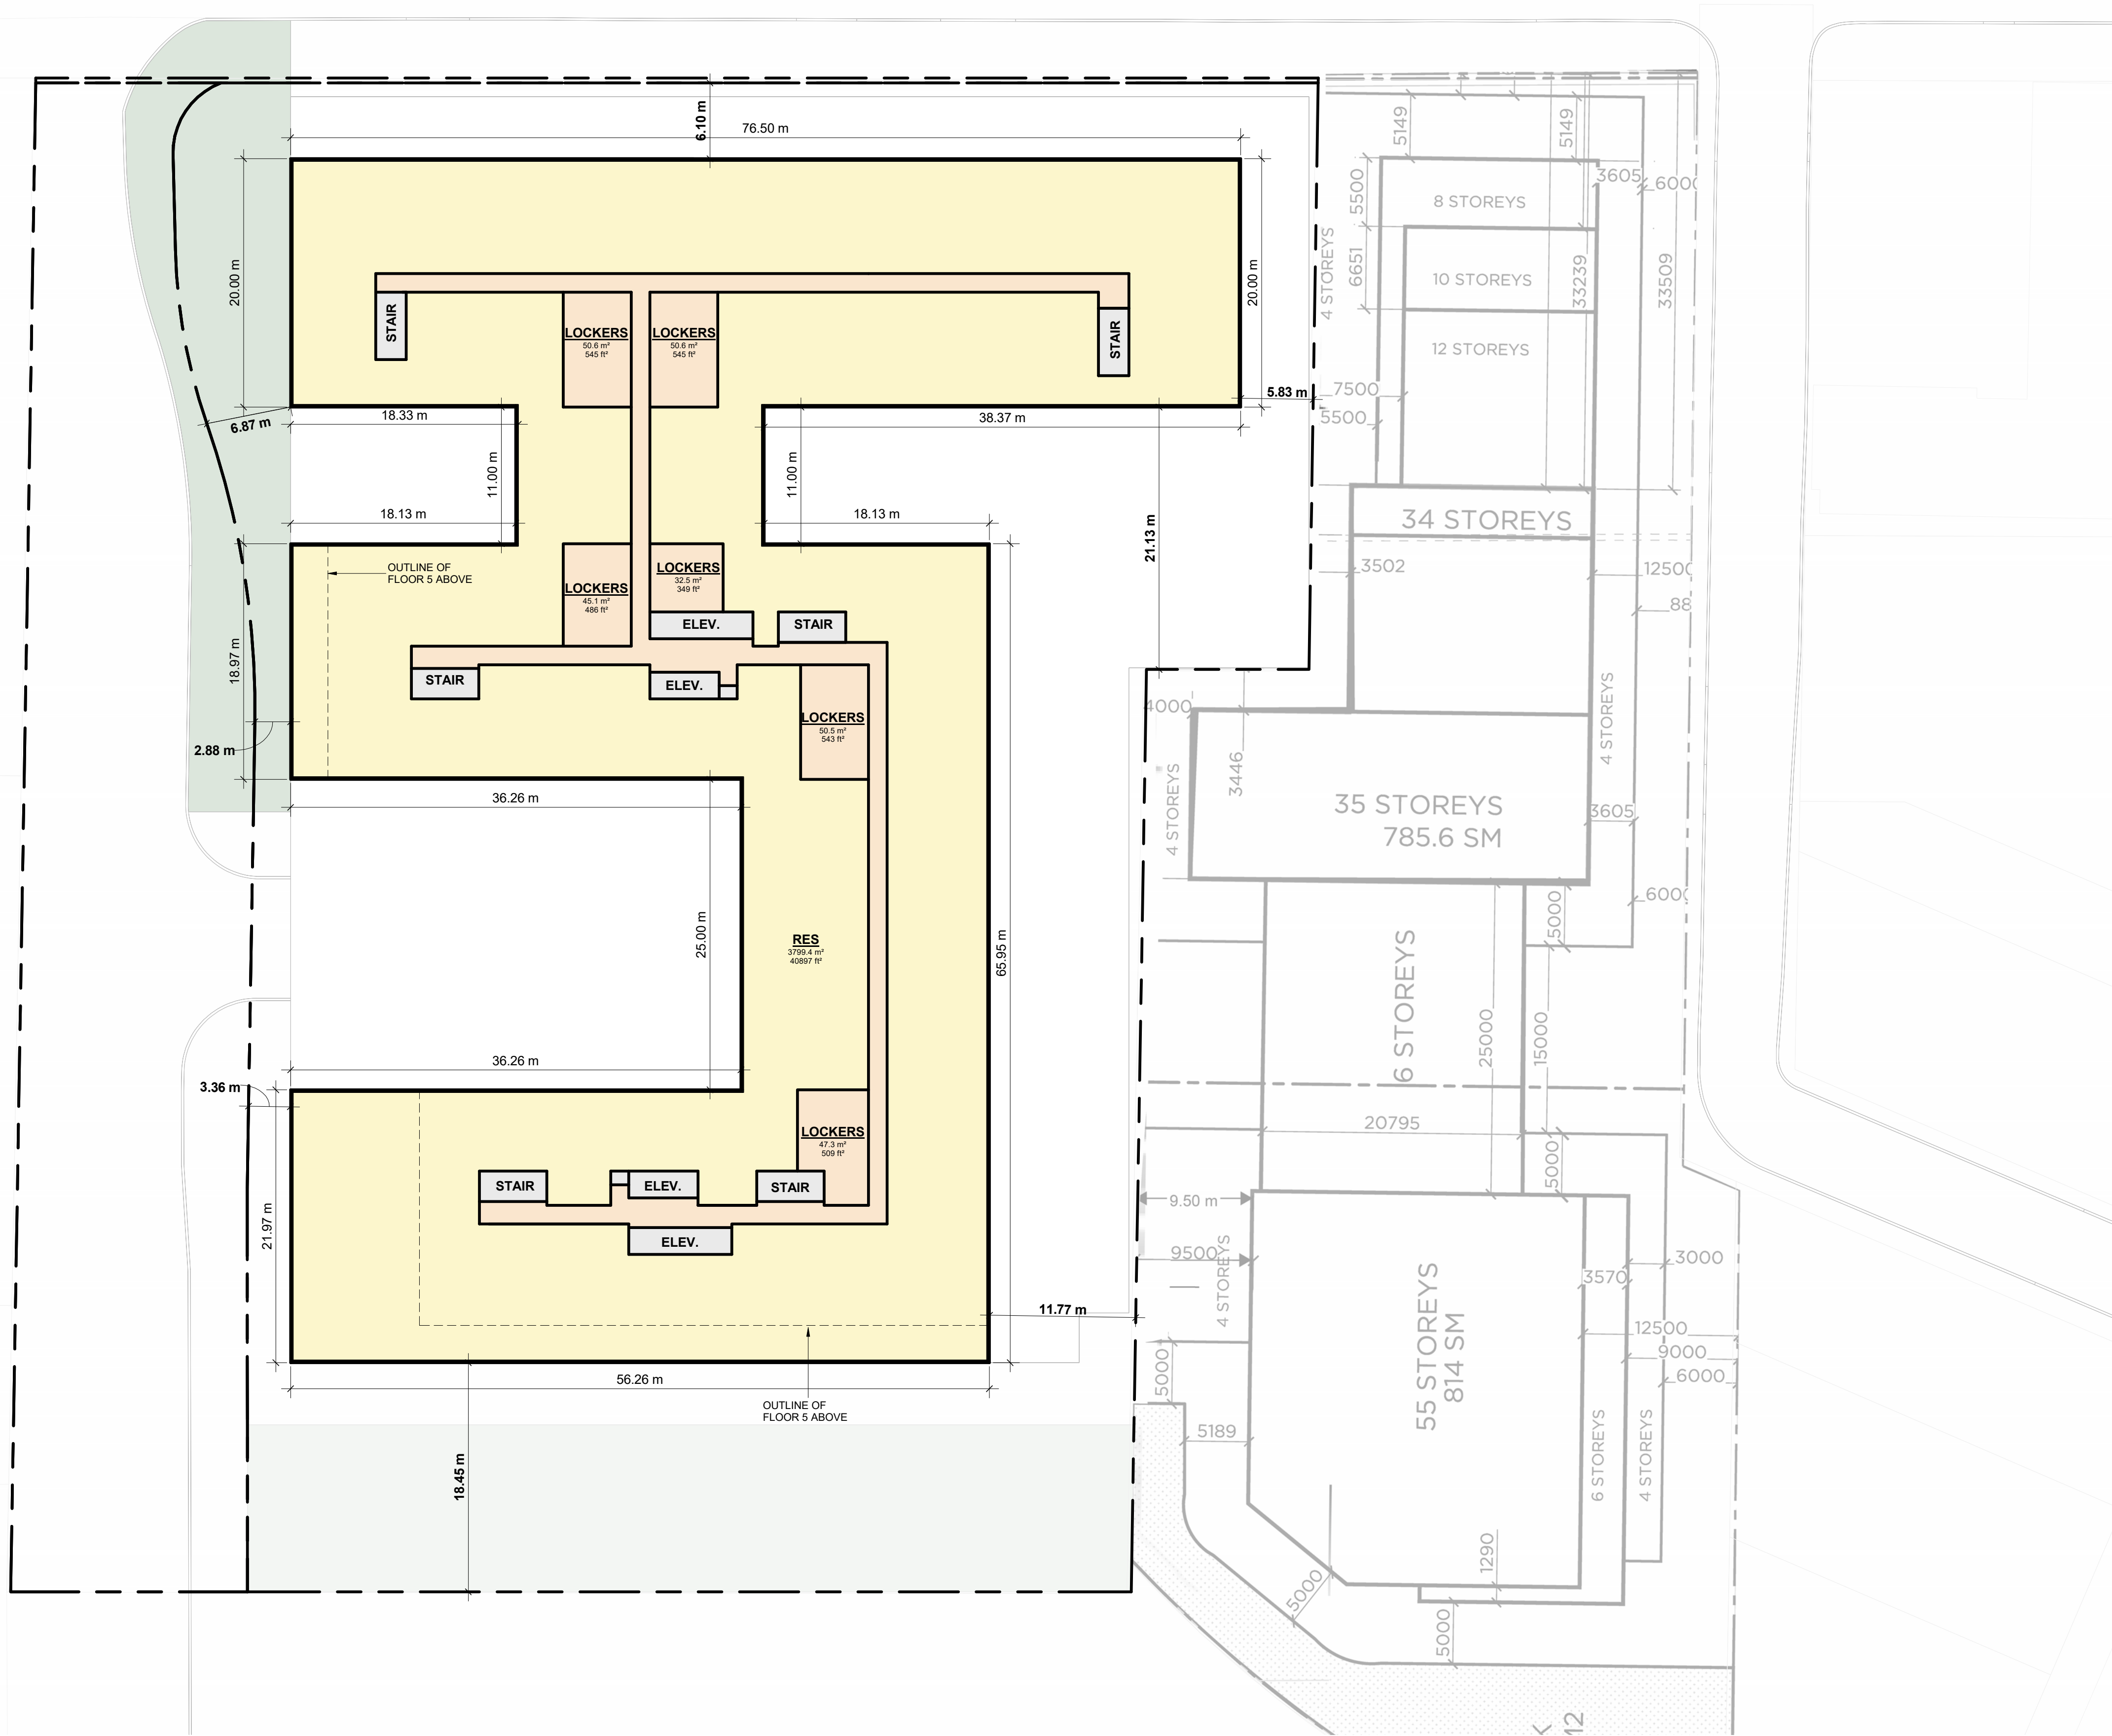 6.10 m
76.50 m
20.00 m
20.00 m
STAIR
LOCKERS
50.6 m²
545 ft²
LOCKERS
50.6 m²
545 ft²
STAIR
5.83 m
6.87 m
18.33 m
38.37 m
11.00 m
11.00 m
18.13 m
18.13 m
21.13 m
OUTLINE OF
FLOOR 5 ABOVE
LOCKERS
45.1 m²
486 ft²
LOCKERS
32.5 m²
349 ft²
ELEV.
STAIR
18.97 m
STAIR
ELEV.
LOCKERS
50.5 m²
543 ft²
2.88 m
36.26 m
25.00 m
RES
3799.4 m²
40897 ft²
65.95 m
36.26 m
3.36 m
LOCKERS
47.3 m²
509 ft²
STAIR
ELEV.
STAIR
21.97 m
ELEV.
11.77 m
56.26 m
OUTLINE OF
FLOOR 5 ABOVE
18.45 m
5149
5149
3605
6000
5500
8 STOREYS
4 STOREYS
6651
10 STOREYS
33239
33509
12 STOREYS
7500
5500
34 STOREYS
3502
12500
88
4000
4 STOREYS
3446
4 STOREYS
35 STOREYS
785.6 SM
3605
6000
5000
6 STOREYS
25000
15000
20795
5000
9.50 m
9500
4 STOREYS
3000
3570
55 STOREYS
814 SM
12500
9000
6000
5000
5189
6 STOREYS
4 STOREYS
1290
5000
5000